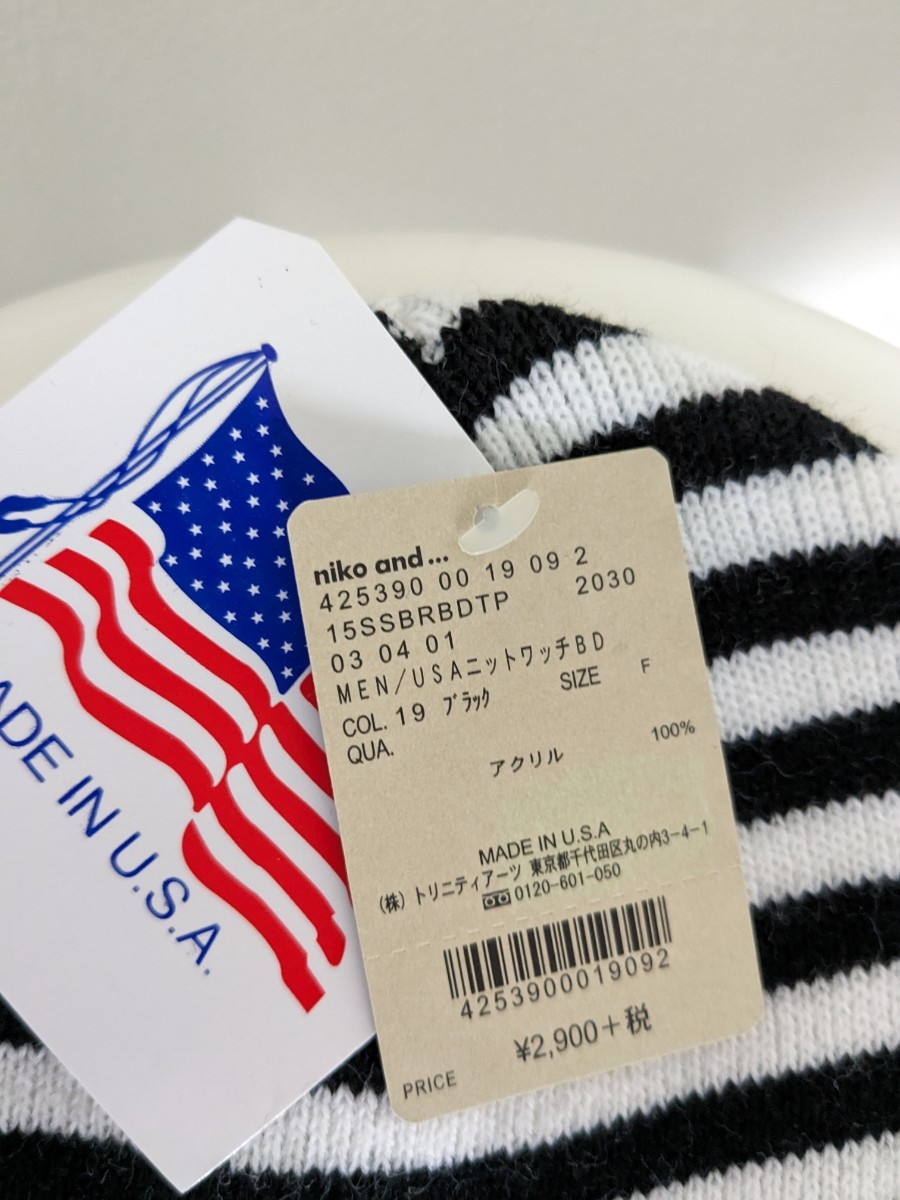 niko and ...
425390 00 19 09 2
15SSBRBDTP 2030
03 04 01
MEN/USAニットワッチBD
COL. 19 ブラック SIZE F
QUA.
アクリル 100%
MADE IN U.S.A
(株) トリニティアーツ 東京都千代田区丸の内3-4-1
0120-601-050
4253900019092
¥2,900+税
PRICE
ADE IN U.S.A.